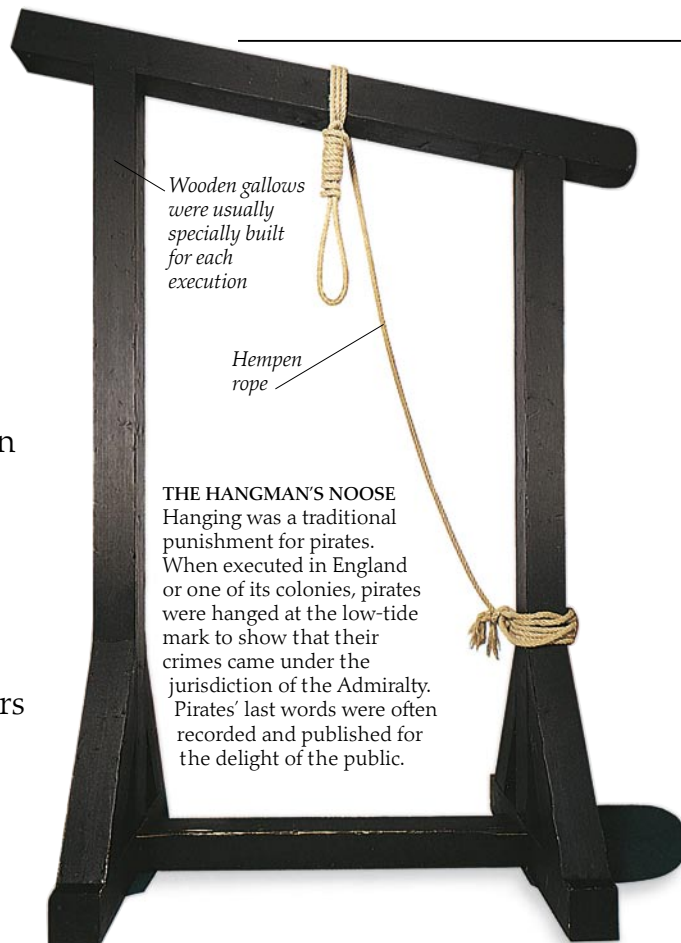 Wooden gallows
were usually
specially built
for each
execution
Hempen
rope
n
THE HANGMAN'S NOOSE
Hanging was a traditional
punishment for pirates.
When executed in England
or one of its colonies, pirates
were hanged at the low-tide
mark to show that their
crimes came under the
jurisdiction of the Admiralty.
Pirates’ last words were often
recorded and published for
the delight of the public.
rs